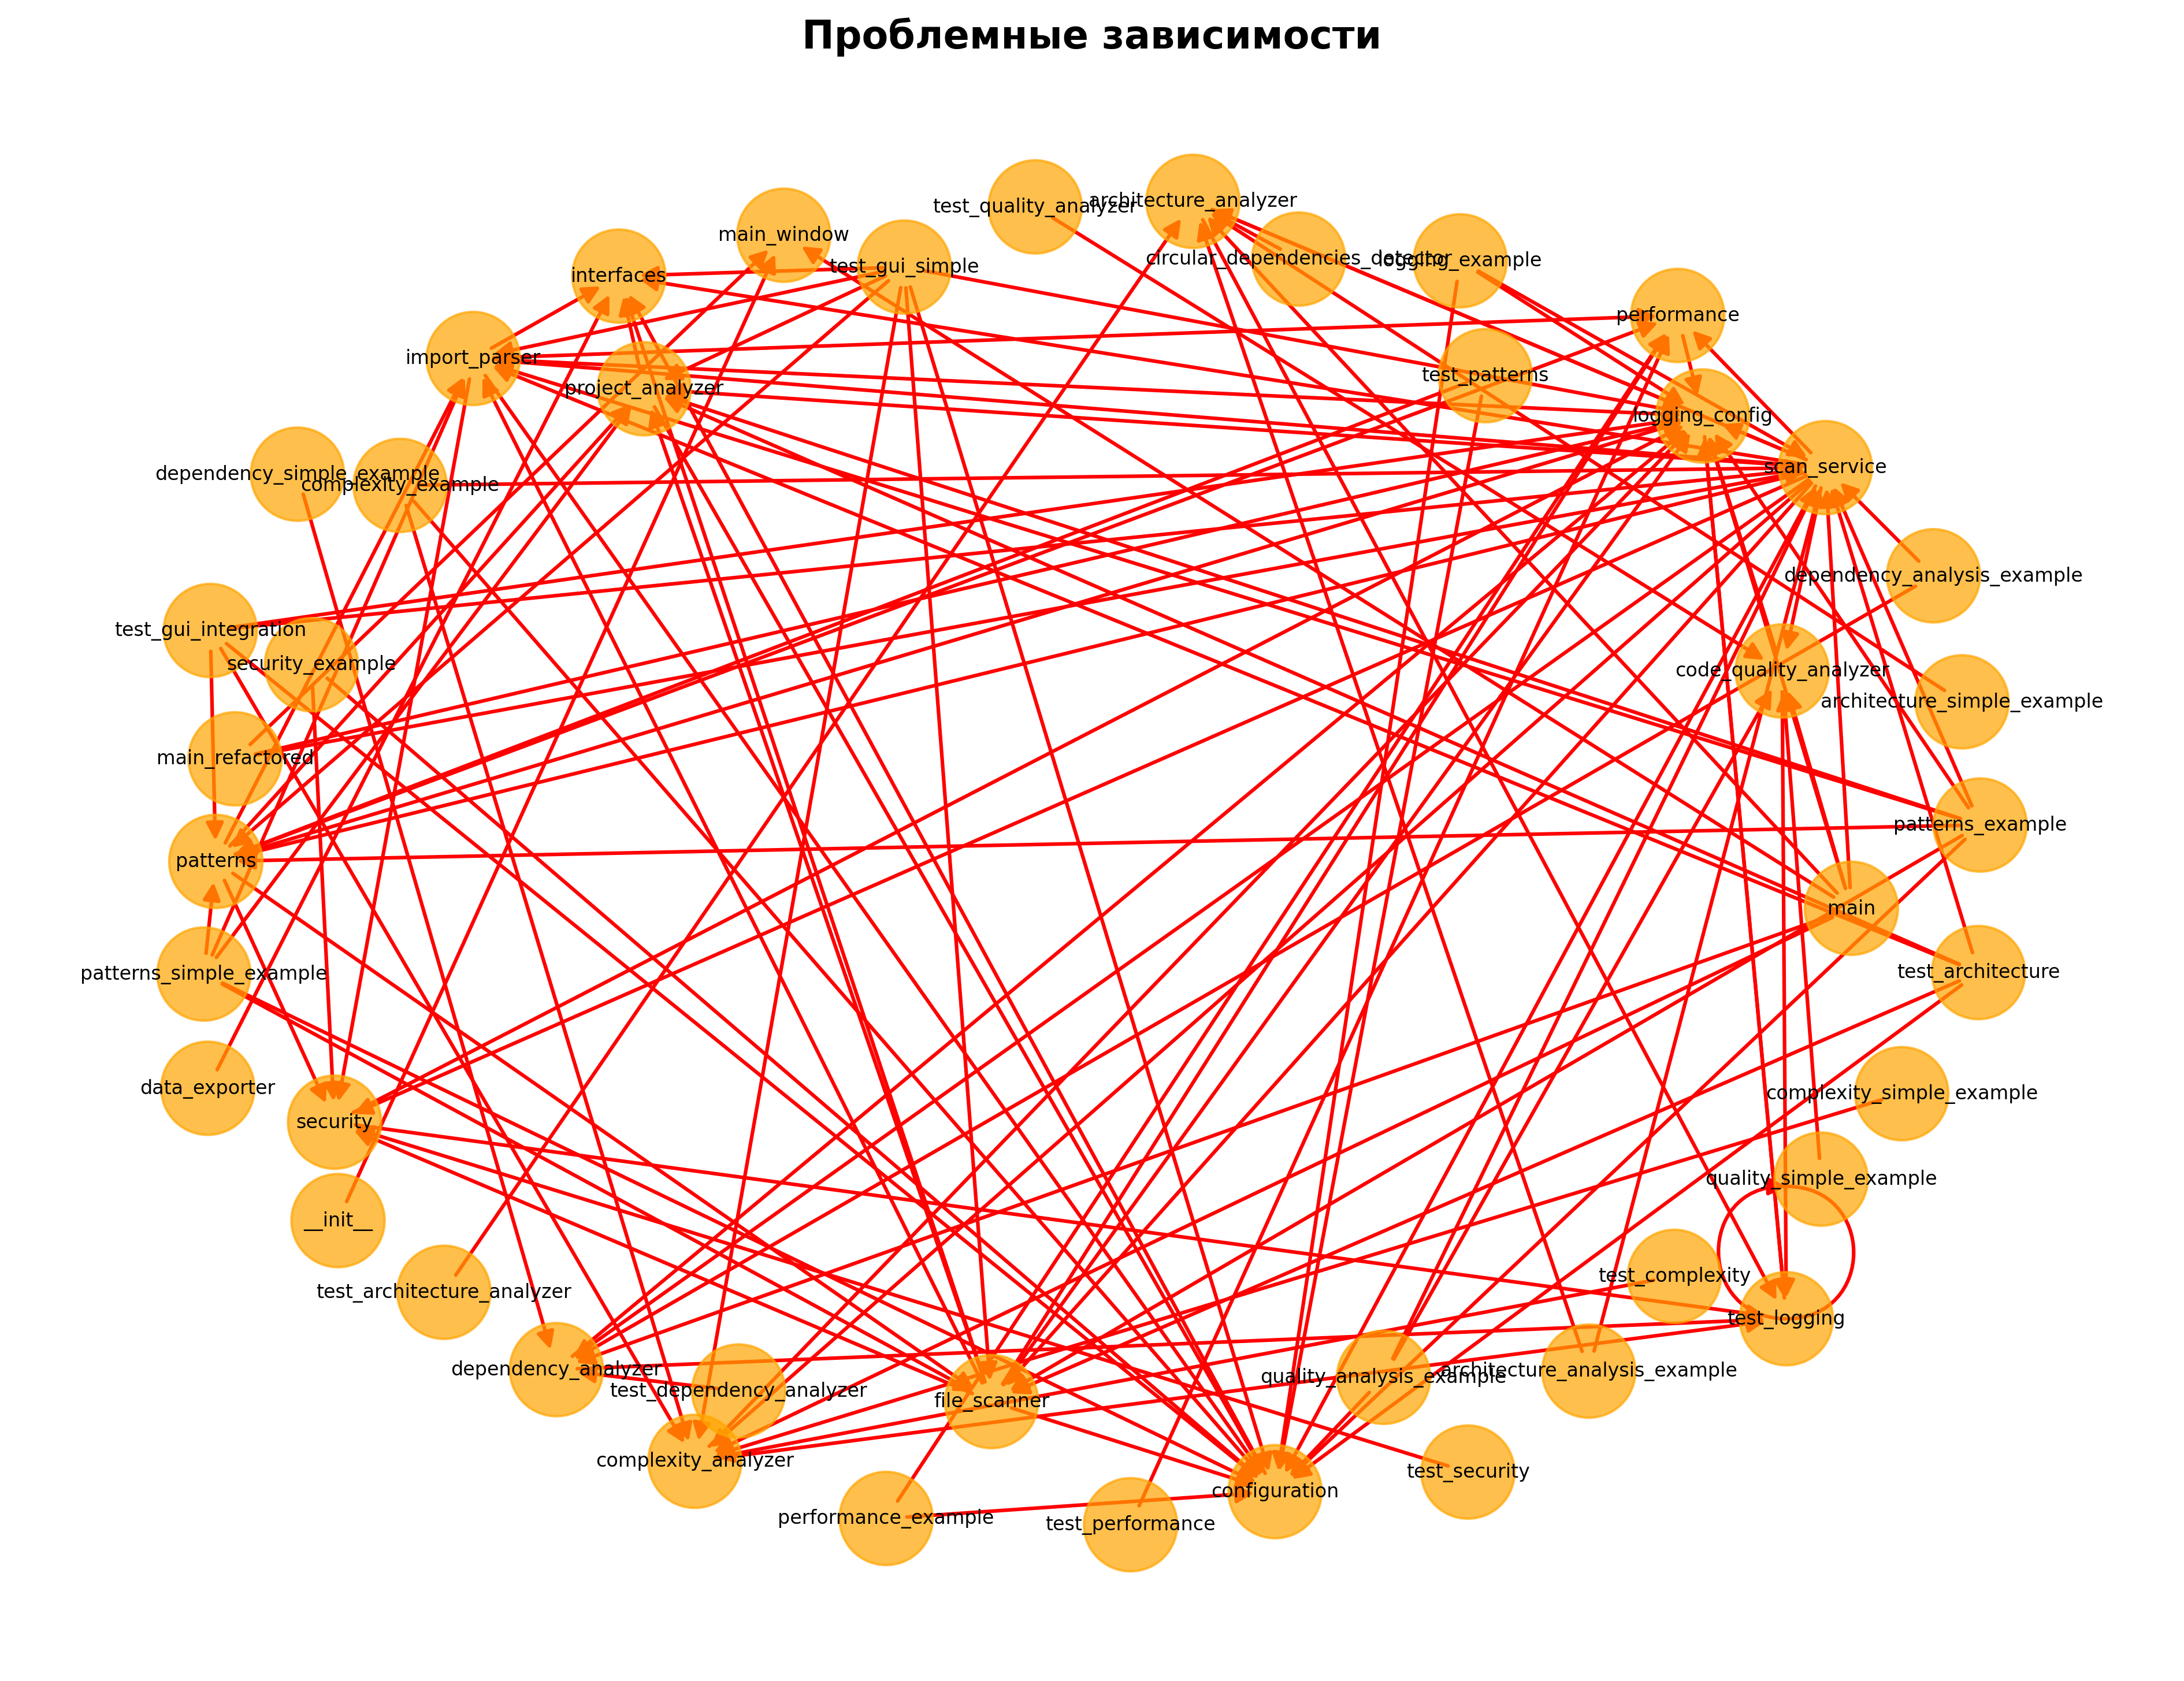 Проблемные зависимости
test_quality_analyzer
architecture_analyzer
main_window
circular_dependencies_detector
logging_example
test_gui_simple
interfaces
performance
import_parser
test_patterns
project_analyzer
logging_config
scan_service
dependency_simple_example
complexity_example
dependency_analysis_example
test_gui_integration
security_example
code_quality_analyzer
architecture_simple_example
main_refactored
patterns_example
patterns
main
patterns_simple_example
test_architecture
data_exporter
complexity_simple_example
security
quality_simple_example
__init__
test_complexity
test_architecture_analyzer
test_logging
dependency_analyzer
test_dependency_analyzer
quality_analysis_example
architecture_analysis_example
file_scanner
complexity_analyzer
test_security
configuration
performance_example
test_performance